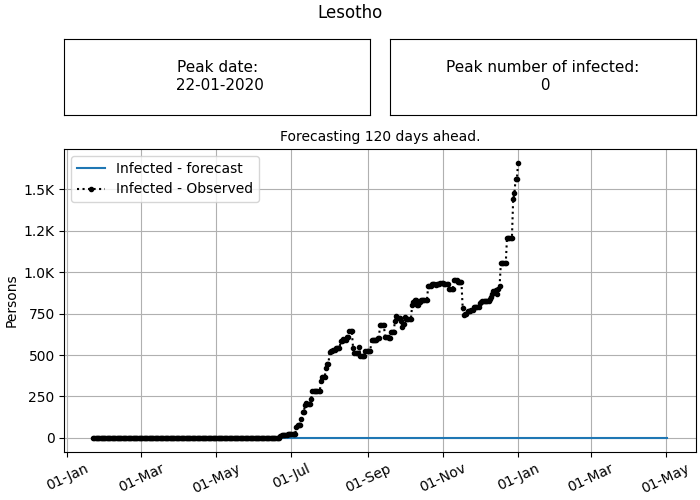 Lesotho
Peak date:
22-01-2020
Peak number of infected:
0
Forecasting 120 days ahead.
Infected - forecast
Infected - Observed
Persons
1.5K
1.2K
1.0K
750
500
250
0
01-Jan
01-Mar
01-May
01-Jul
01-Sep
01-Nov
01-Jan
01-Mar
01-May